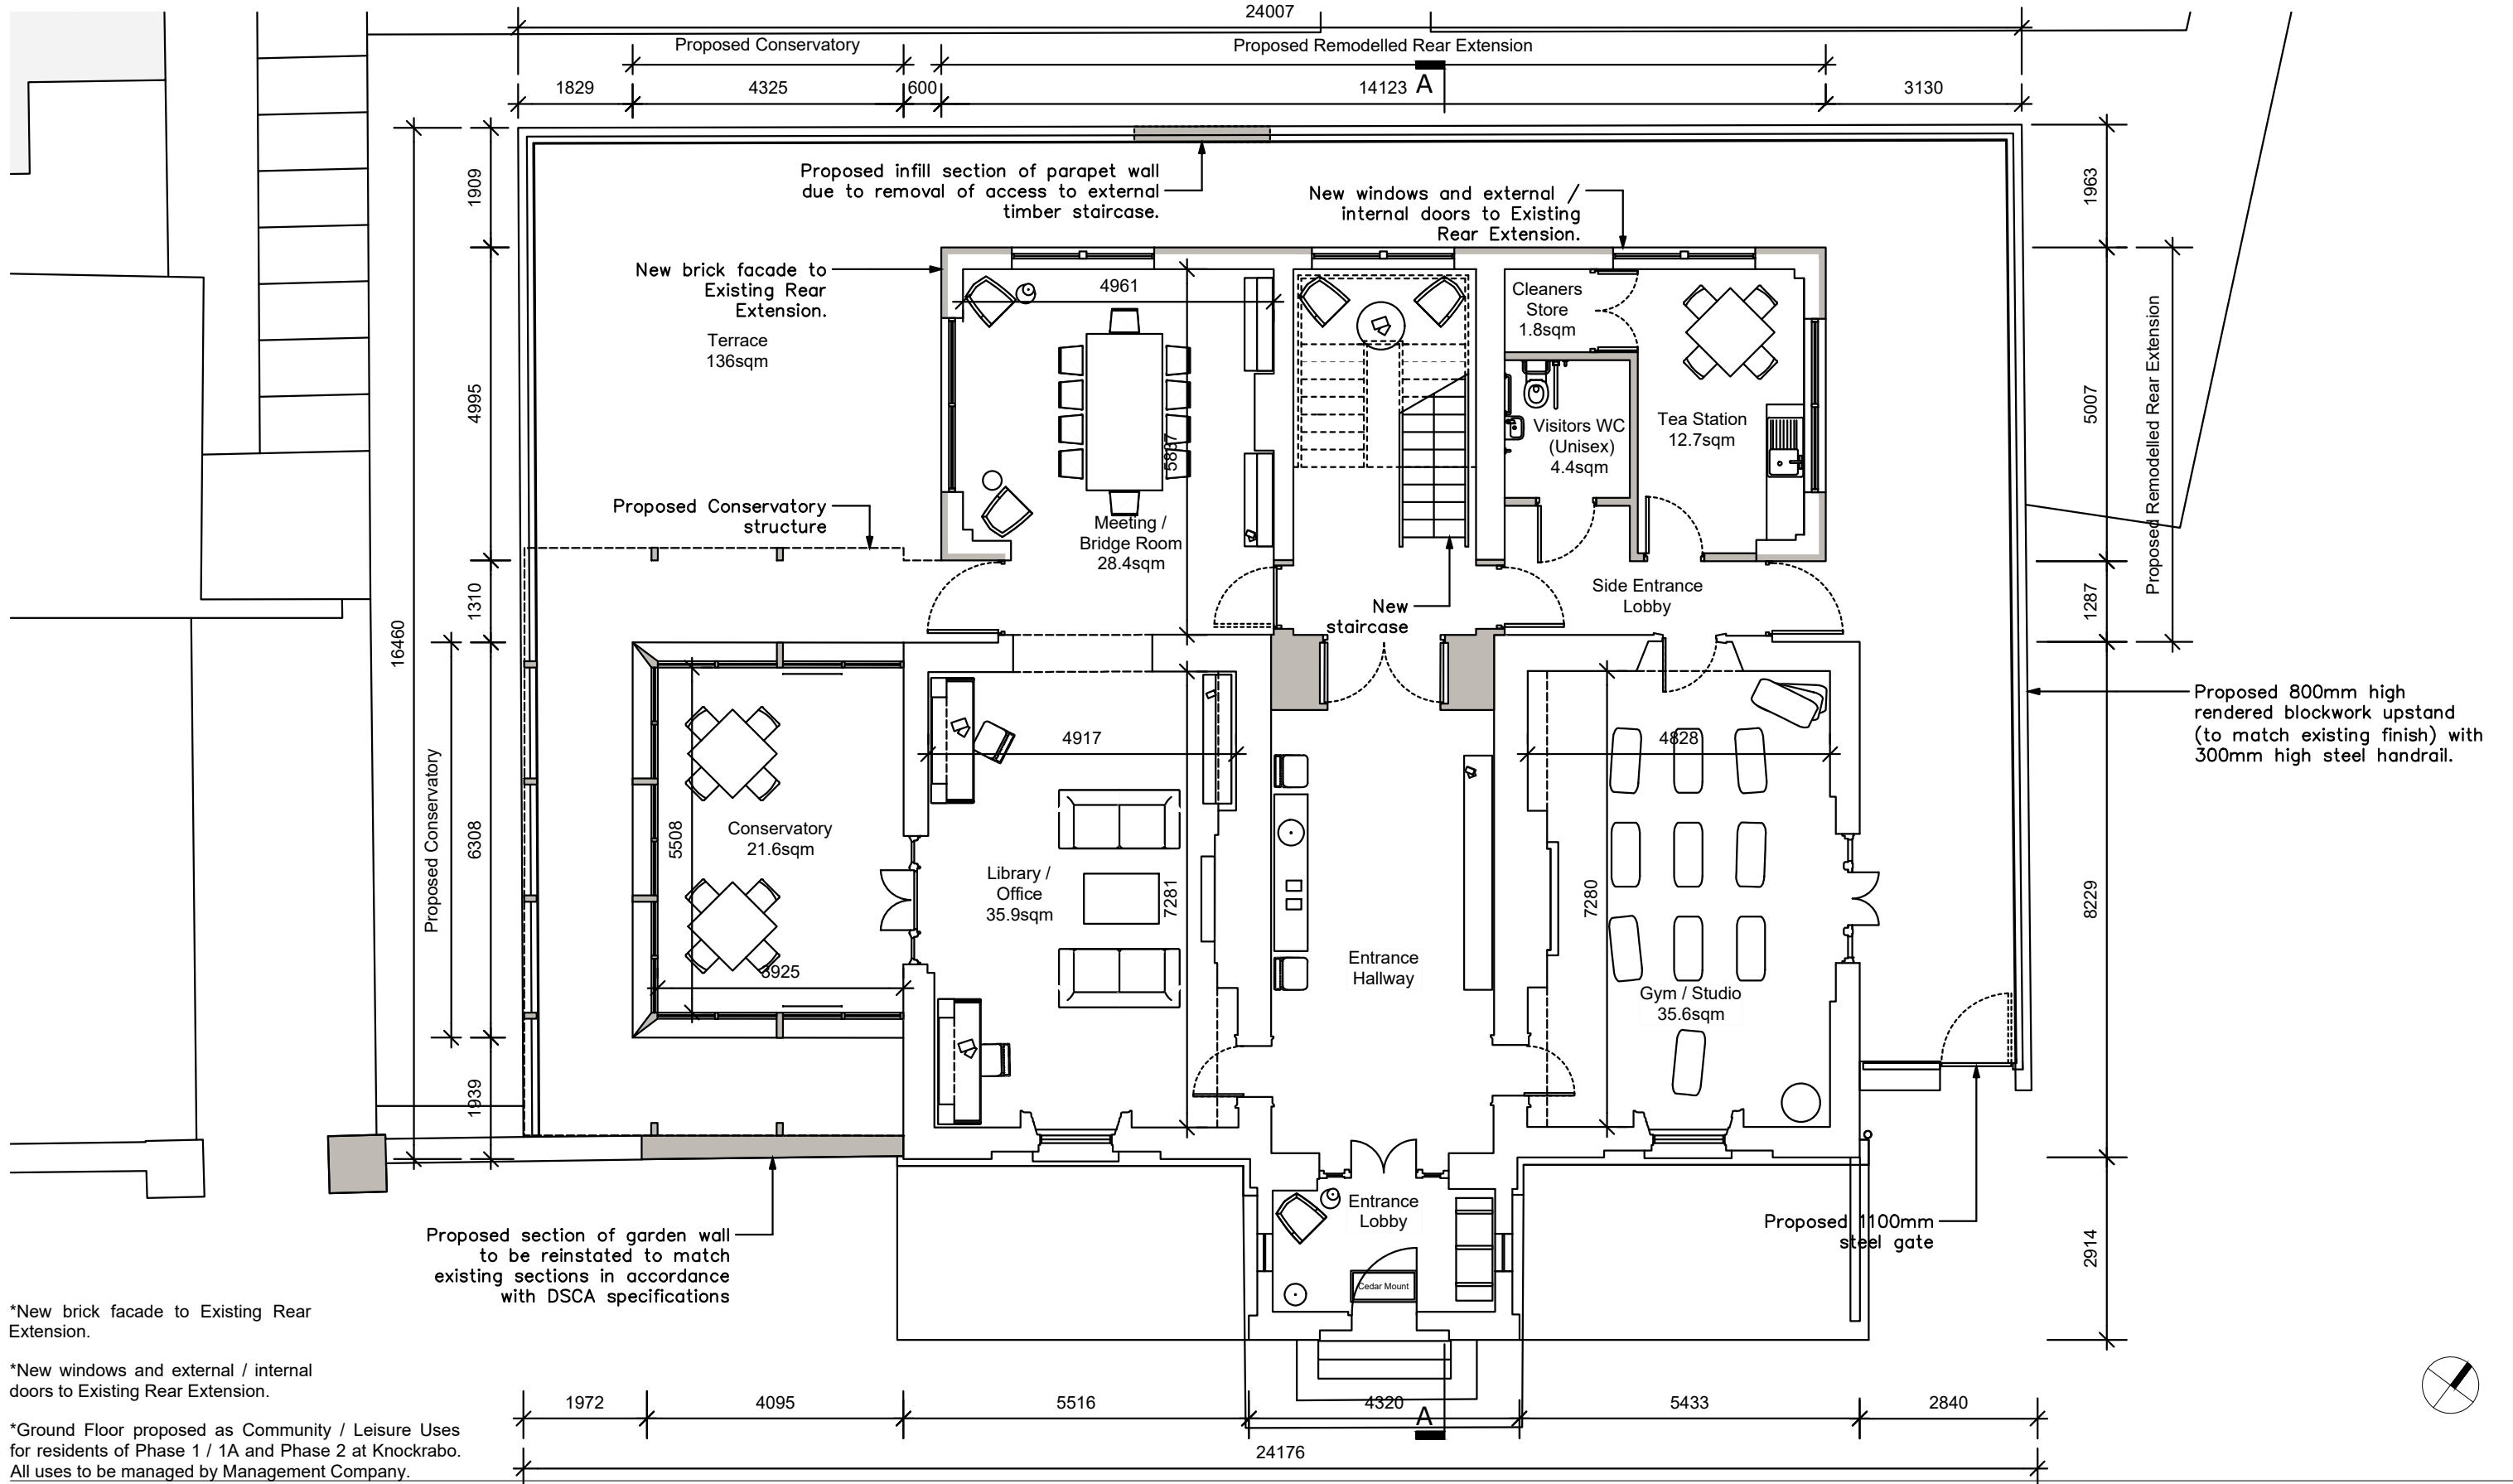 24007
Proposed Conservatory
Proposed Remodelled Rear Extension
1829
4325
600
14123
A
3130
1909
4995
1310
16460
6308
1939
Proposed Conservatory
1963
5007
1287
8229
2914
Proposed Remodelled Rear Extension
Proposed infill section of parapet wall
due to removal of access to external
timber staircase.
New windows and external /
internal doors to Existing
Rear Extension.
New brick facade to
Existing Rear
Extension.
Terrace
136sqm
4961
Cleaners
Store
1.8sqm
Visitors WC
(Unisex)
4.4sqm
Tea Station
12.7sqm
Proposed Conservatory
structure
Meeting /
Bridge Room
28.4sqm
Side Entrance
Lobby
New
staircase
Proposed 800mm high
rendered blockwork upstand
(to match existing finish) with
300mm high steel handrail.
4917
4828
5508
Conservatory
21.6sqm
3925
Library /
Office
35.9sqm
7281
Entrance
Hallway
7280
Gym / Studio
35.6sqm
Entrance
Lobby
Cedar Mount
Proposed 1100mm
steel gate
Proposed section of garden wall
to be reinstated to match
existing sections in accordance
with DSCA specifications
*New brick facade to Existing Rear
Extension.
*New windows and external / internal
doors to Existing Rear Extension.
*Ground Floor proposed as Community / Leisure Uses
for residents of Phase 1 / 1A and Phase 2 at Knockrabo.
All uses to be managed by Management Company.
1972
4095
5516
4320
A
5433
2840
24176